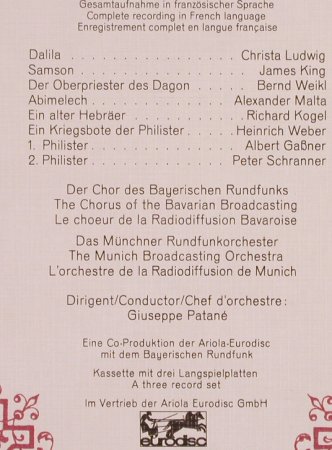 Gesamtaufnahme in französischer Sprache
Complete recording in French language
Enregistrement complet en langue française
Dalila . . . . . . . . . . . . . . . . . Christa Ludwig
Samson . . . . . . . . . . . . . . . . . James King
Der Oberpriester des Dagon . . . . . Bernd Weikl
Abimelech . . . . . . . . . . . . . Alexander Malta
Ein alter Hebräer . . . . . . . . . . Richard Kogel
Ein Kriegsbote der Philister . . . . Heinrich Weber
1. Philister . . . . . . . . . . . . . . Albert Gaßner
2. Philister . . . . . . . . . . . . . Peter Schranner
Der Chor des Bayerischen Rundfunks
The Chorus of the Bavarian Broadcasting
Le choeur de la Radiodiffusion Bavaroise
Das Münchner Rundfunkorchester
The Munich Broadcasting Orchestra
L'orchestre de la Radiodiffusion de Munich
Dirigent/Conductor/Chef d'orchestre:
Giuseppe Patané
Eine Co-Produktion der Ariola-Eurodisc
mit dem Bayerischen Rundfunk
Kassette mit drei Langspielplatten
A three record set
Im Vertrieb der Ariola Eurodisc GmbH
eurodisc